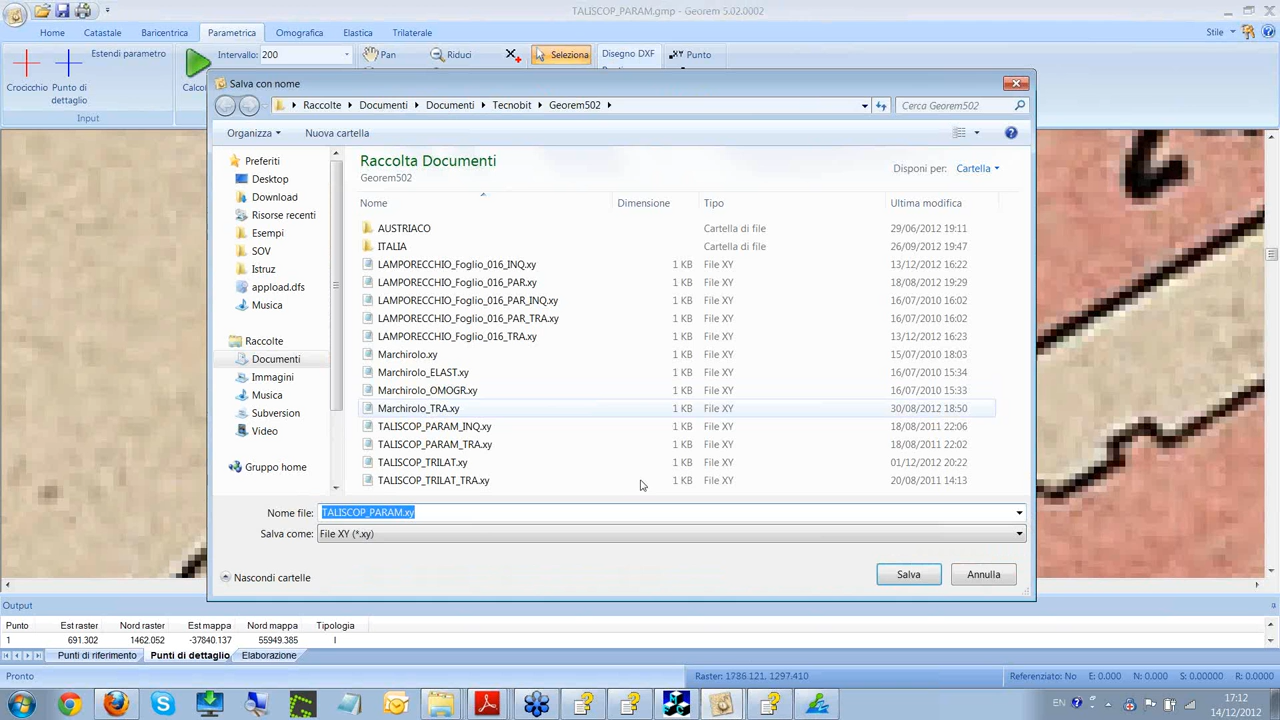 TALISCOP_PARAM.gmp - Georem 5.02.0002
Home Catastale Baricentrica Parametrica Omografica Elastica Trilaterale Stile
Estendi parametro Intervallo: 200 Pan Riduci Seleziona Disegno DXF Punto
Crocicchio Punto di dettaglio
Input
Salva con nome
Raccolte Documenti Documenti Tecnobit Georem502 Cerca Georem502
Organizza Nuova cartella
Preferiti
Desktop
Download
Risorse recenti
Esempi
SOV
Istruz
appload.dfs
Musica
Raccolte
Documenti
Immagini
Musica
Subversion
Video
Gruppo home
Raccolta Documenti
Georem502
Disponi per: Cartella
Nome Dimensione Tipo Ultima modifica
AUSTRIACO Cartella di file 29/06/2012 19:11
ITALIA Cartella di file 26/09/2012 19:47
LAMPORECCHIO_Foglio_016_INQ.xy 1 KB File XY 13/12/2012 16:22
LAMPORECCHIO_Foglio_016_PAR.xy 1 KB File XY 18/08/2012 19:29
LAMPORECCHIO_Foglio_016_PAR_INQ.xy 1 KB File XY 16/07/2010 16:02
LAMPORECCHIO_Foglio_016_PAR_TRA.xy 1 KB File XY 16/07/2010 16:02
LAMPORECCHIO_Foglio_016_TRA.xy 1 KB File XY 13/12/2012 16:23
Marchirolo.xy 1 KB File XY 15/07/2010 18:03
Marchirolo_ELAST.xy 1 KB File XY 16/07/2010 15:34
Marchirolo_OMOGR.xy 1 KB File XY 16/07/2010 15:33
Marchirolo_TRA.xy 1 KB File XY 30/08/2012 18:50
TALISCOP_PARAM_INQ.xy 1 KB File XY 18/08/2011 22:06
TALISCOP_PARAM_TRA.xy 1 KB File XY 18/08/2011 22:02
TALISCOP_TRILAT.xy 1 KB File XY 01/12/2012 20:22
TALISCOP_TRILAT_TRA.xy 1 KB File XY 20/08/2011 14:13
Nome file: TALISCOP_PARAM.xy
Salva come: File XY (*.xy)
Nascondi cartelle Salva Annulla
Output
Punto Est raster Nord raster Est mappa Nord mappa Tipologia
1 691.302 1462.052 -37840.137 55949.385 I
Punti di riferimento Punti di dettaglio Elaborazione
Pronto Raster: 1786.121, 1297.410 Referenziato: No E: 0.000 N: 0.000 S: 0.00000 R: 0.0000
EN 17:12
14/12/2012